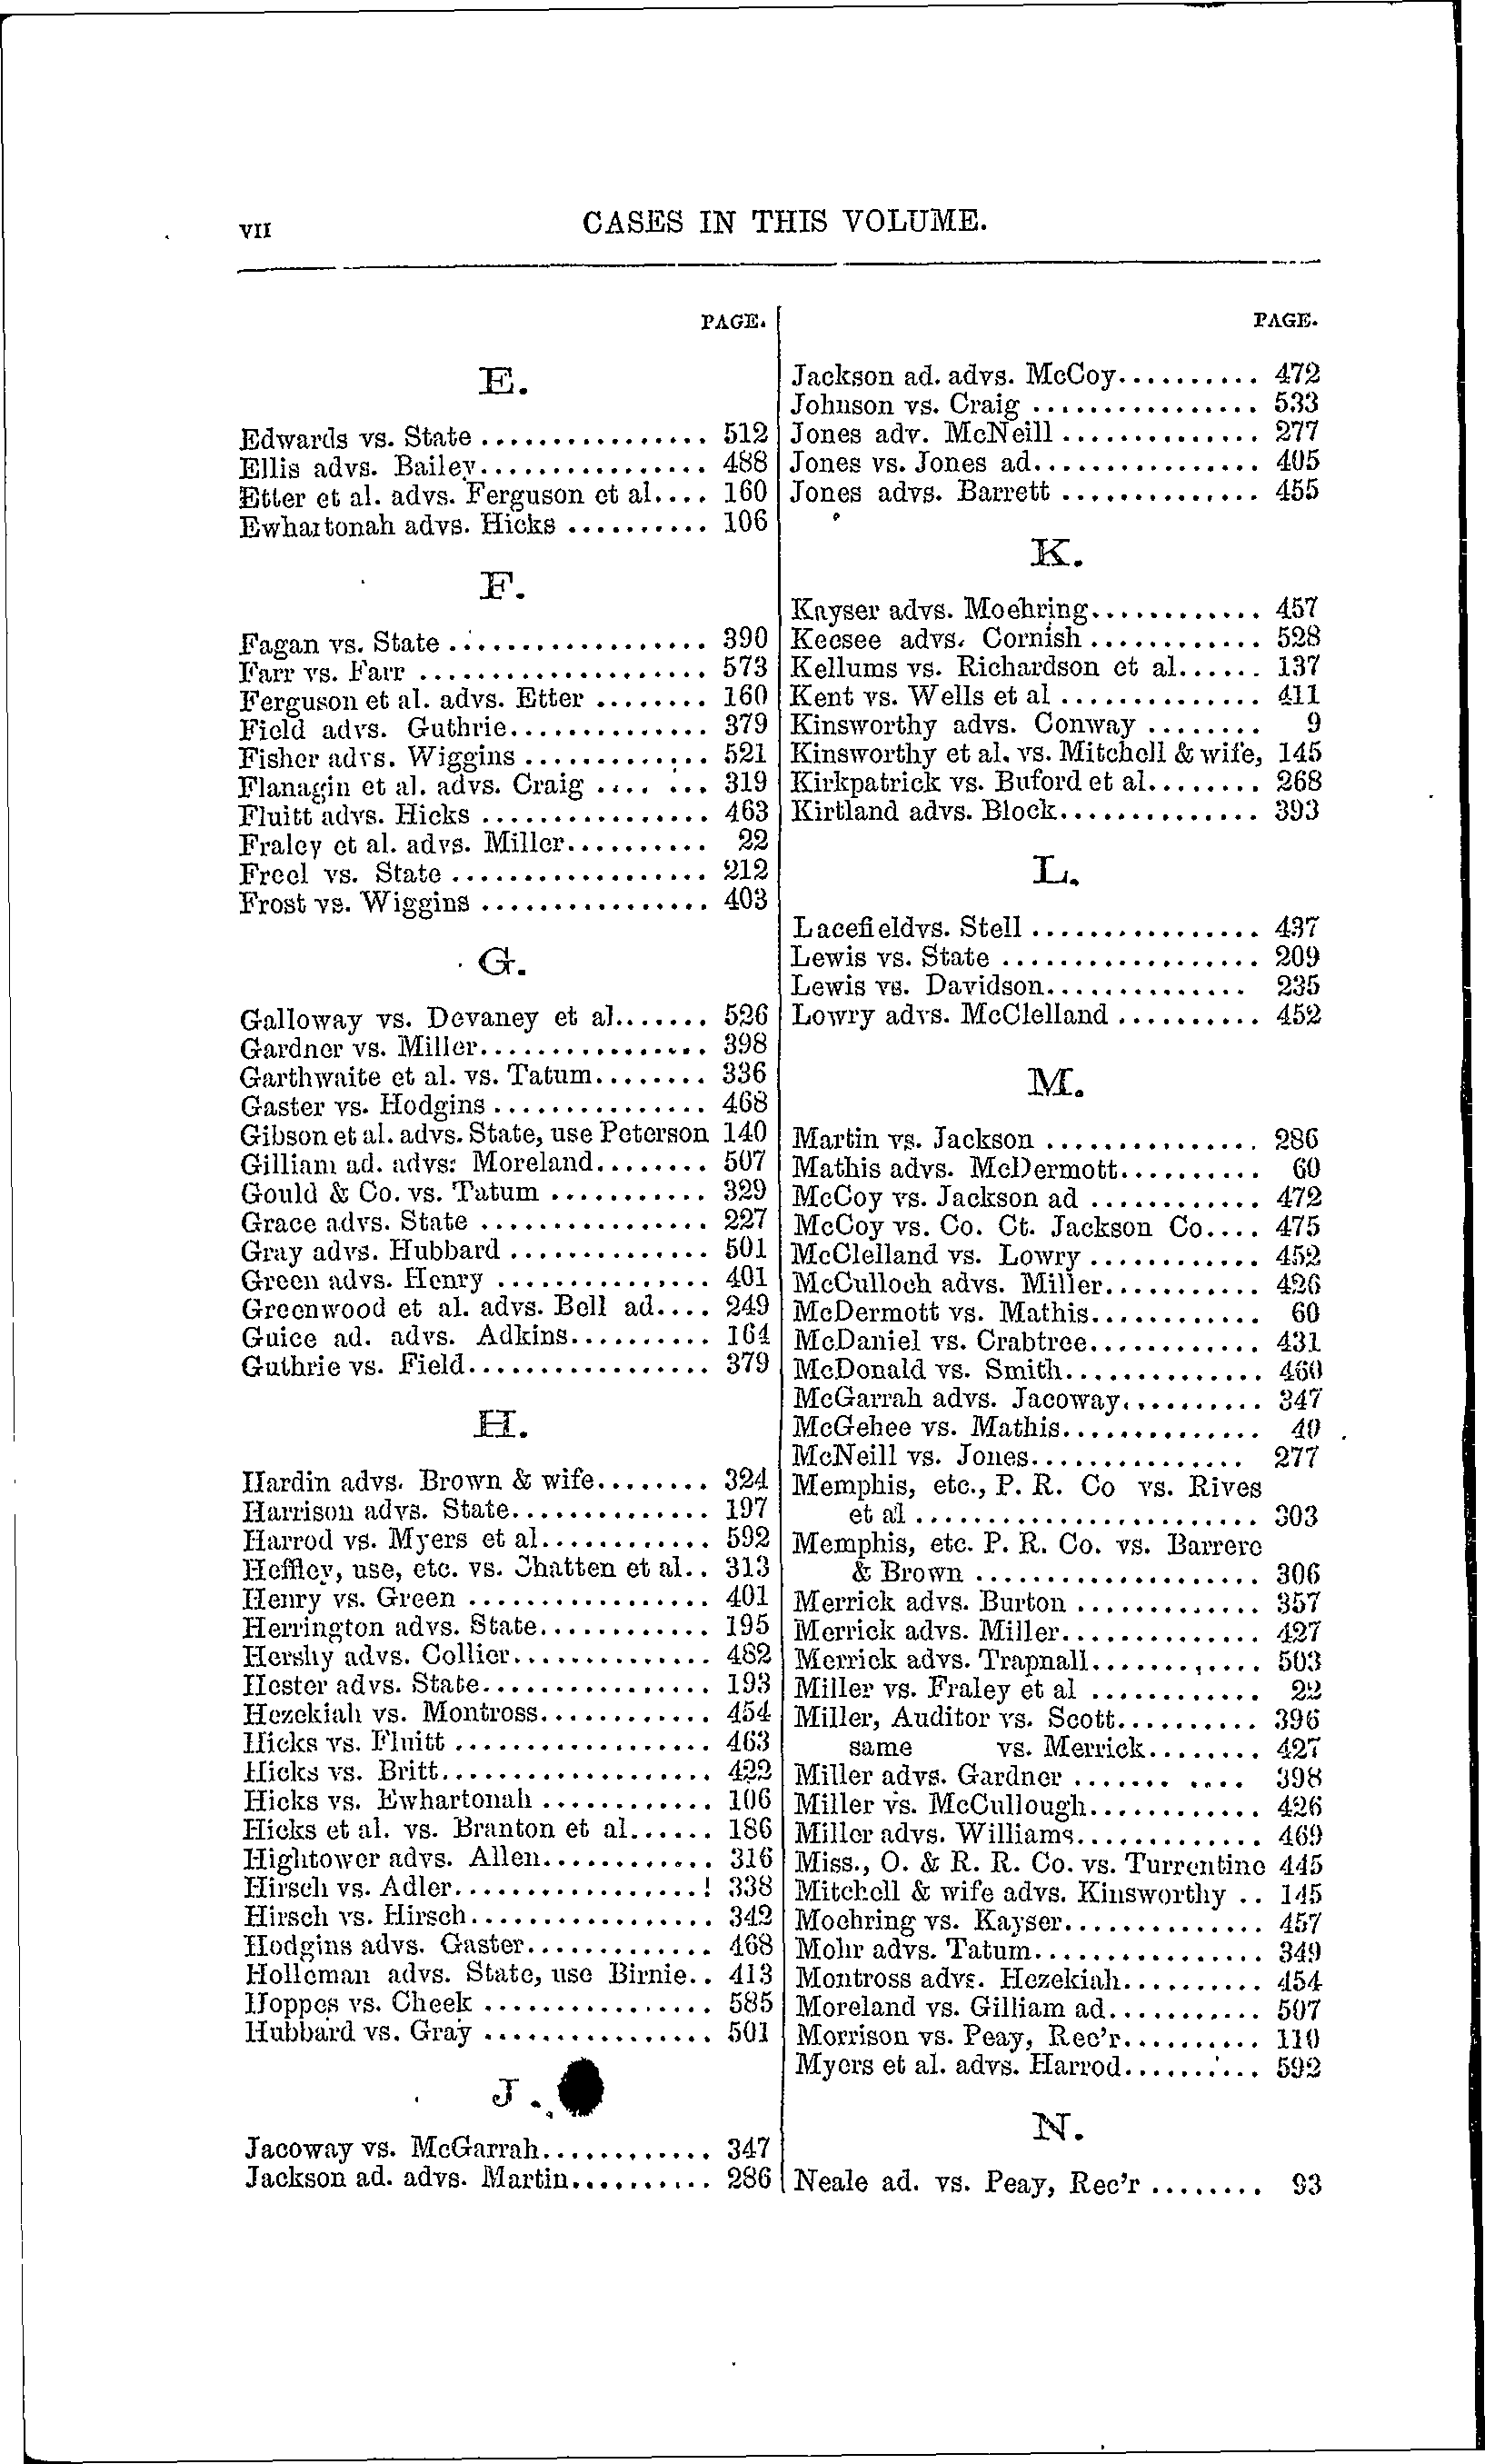 VII
CASES IN THIS VOLUME.
PAGE.
E.
Edwards vs. State ................ 512
Ellis advs. Bailey................ 488
Etter et al. advs. Ferguson et al.... 160
Ewhartonah advs. Hicks .......... 106
F.
Fagan vs. State .................. 390
Farr vs. Farr .................... 573
Ferguson et al. advs. Etter ........ 160
Field advs. Guthrie.............. 379
Fisher advs. Wiggins ............. 521
Flanagin et al. advs. Craig .... ... 319
Fluitt advs. Hicks ................ 463
Fraley et al. advs. Miller.......... 22
Freel vs. State .................. 212
Frost vs. Wiggins ................ 403
G.
Galloway vs. Devaney et al....... 526
Gardner vs. Miller................ 398
Garthwaite et al. vs. Tatum........ 336
Gaster vs. Hodgins ............... 468
Gibson et al. advs. State, use Peterson 140
Gilliam ad. advs: Moreland........ 507
Gould & Co. vs. Tatum ........... 329
Grace advs. State ................ 227
Gray advs. Hubbard .............. 501
Green advs. Henry ............... 401
Greenwood et al. advs. Bell ad.... 249
Guice ad. advs. Adkins.......... 164
Guthrie vs. Field................. 379
H.
Hardin advs. Brown & wife........ 324
Harrison advs. State.............. 197
Harrod vs. Myers et al............ 592
Heffley, use, etc. vs. Chatten et al.. 313
Henry vs. Green ................. 401
Herrington advs. State............ 195
Hershy advs. Collier.............. 482
Hester advs. State................ 193
Hezekiah vs. Montross............ 454
Hicks vs. Fluitt .................. 463
Hicks vs. Britt................... 422
Hicks vs. Ewhartonah ............ 106
Hicks et al. vs. Branton et al...... 186
Hightower advs. Allen............ 316
Hirsch vs. Adler.................! 338
Hirsch vs. Hirsch................. 342
Hodgins advs. Gaster............. 468
Holleman advs. State, use Birnie.. 413
Hoppes vs. Cheek ................ 585
Hubbard vs. Gray ................ 501
J.
Jacoway vs. McGarrah............ 347
Jackson ad. advs. Martin.......... 286
PAGE.
Jackson ad. advs. McCoy.......... 472
Johnson vs. Craig ................ 533
Jones adv. McNeill .............. 277
Jones vs. Jones ad................ 405
Jones advs. Barrett .............. 455
K.
Kayser advs. Moehring............ 457
Keesee advs. Cornish ............ 528
Kellums vs. Richardson et al...... 137
Kent vs. Wells et al .............. 411
Kinsworthy advs. Conway ........ 9
Kinsworthy et al. vs. Mitchell & wife, 145
Kirkpatrick vs. Buford et al........ 268
Kirtland advs. Block.............. 393
L.
Lacefieldvs. Stell ................ 437
Lewis vs. State .................. 209
Lewis vs. Davidson.............. 235
Lowry advs. McClelland .......... 452
M.
Martin vs. Jackson ............... 286
Mathis advs. McDermott.......... 60
McCoy vs. Jackson ad ............ 472
McCoy vs. Co. Ct. Jackson Co.... 475
McClelland vs. Lowry ............ 452
McCulloch advs. Miller........... 426
McDermott vs. Mathis............ 60
McDaniel vs. Crabtree............ 431
McDonald vs. Smith.............. 460
McGarrah advs. Jacoway.......... 347
McGehee vs. Mathis.............. 40
McNeill vs. Jones............... 277
Memphis, etc., P. R. Co vs. Rives
et al ........................ 303
Memphis, etc. P. R. Co. vs. Barrere
& Brown .................... 306
Merrick advs. Burton ............. 357
Merrick advs. Miller.............. 427
Merrick advs. Trapnall............ 503
Miller vs. Fraley et al ............ 22
Miller, Auditor vs. Scott.......... 396
same vs. Merrick........ 427
Miller advs. Gardner ....... .... 398
Miller vs. McCullough............ 426
Miller advs. Williams............. 469
Miss., O. & R. R. Co. vs. Turrentine 445
Mitchell & wife advs. Kinsworthy .. 145
Moehring vs. Kayser.............. 457
Mohr advs. Tatum................ 349
Montross advs. Hezekiah.......... 454
Moreland vs. Gilliam ad........... 507
Morrison vs. Peay, Rec'r.......... 110
Myers et al. advs. Harrod.......... 592
N.
Neale ad. vs. Peay, Rec'r ........ 93